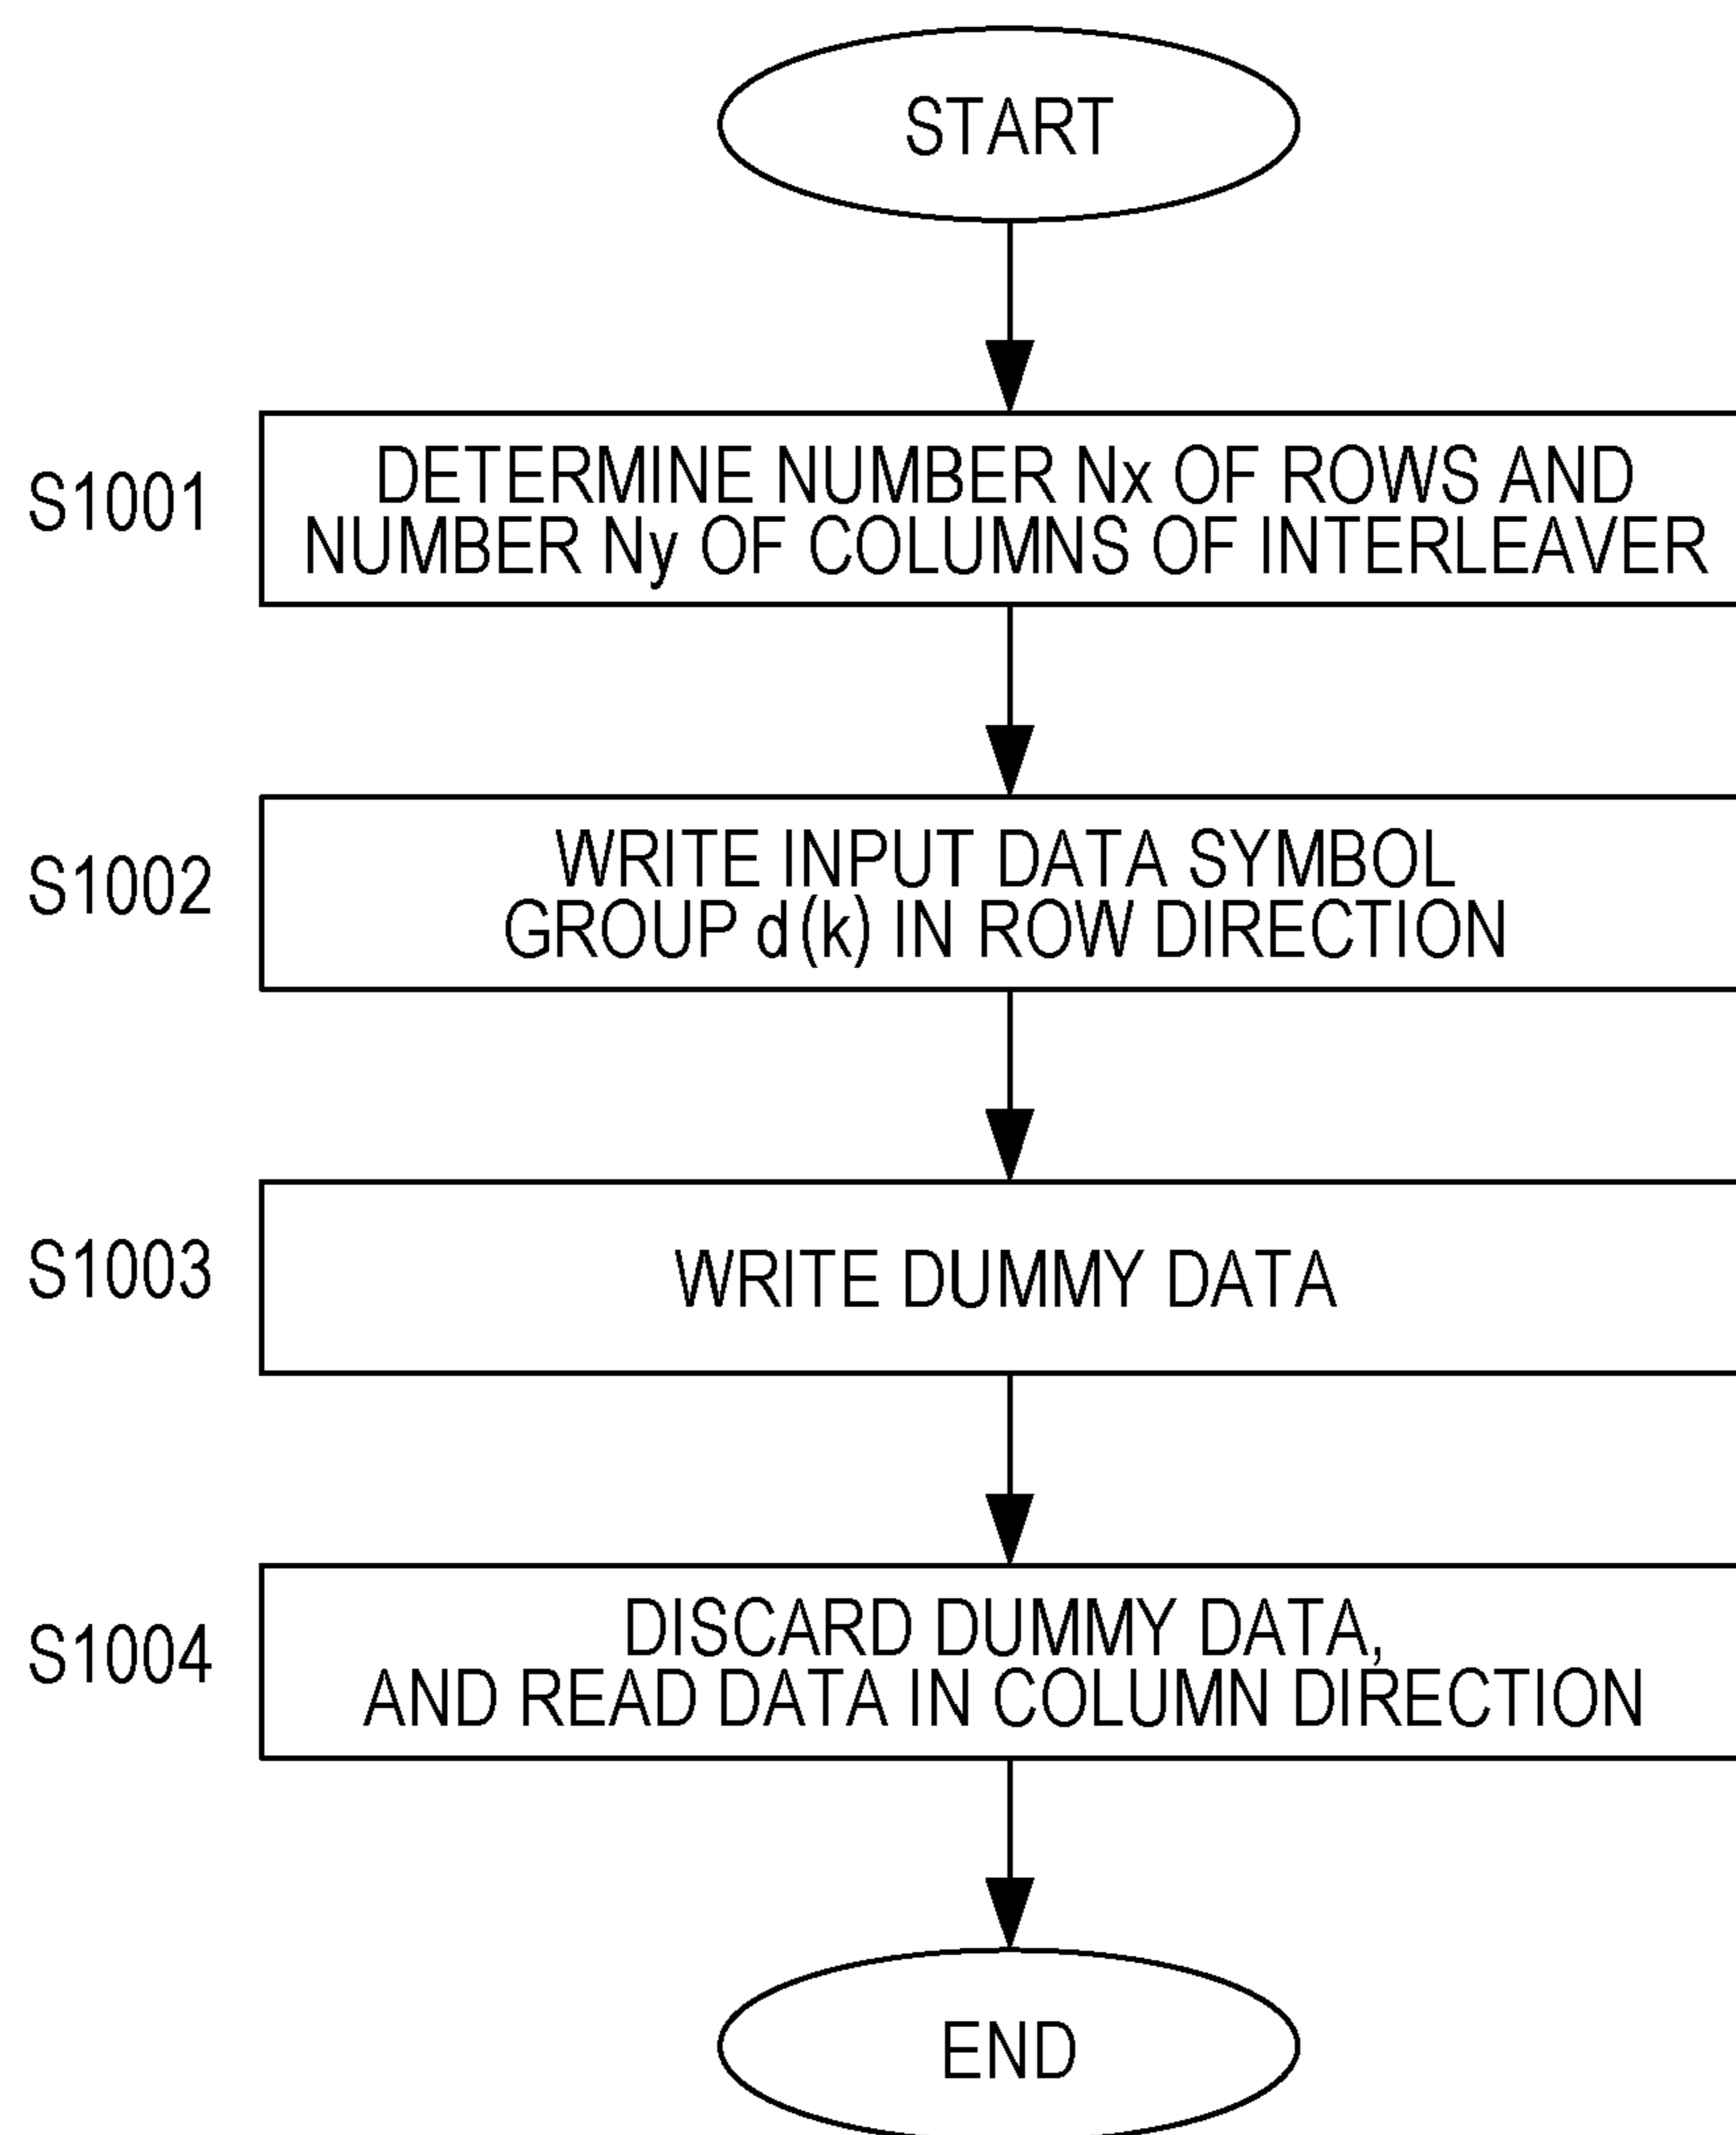 START
S1001
DETERMINE NUMBER Nx OF ROWS AND
NUMBER Ny OF COLUMNS OF INTERLEAVER
S1002
WRITE INPUT DATA SYMBOL
GROUP d(k) IN ROW DIRECTION
S1003
WRITE DUMMY DATA
S1004
DISCARD DUMMY DATA,
AND READ DATA IN COLUMN DIRECTION
END